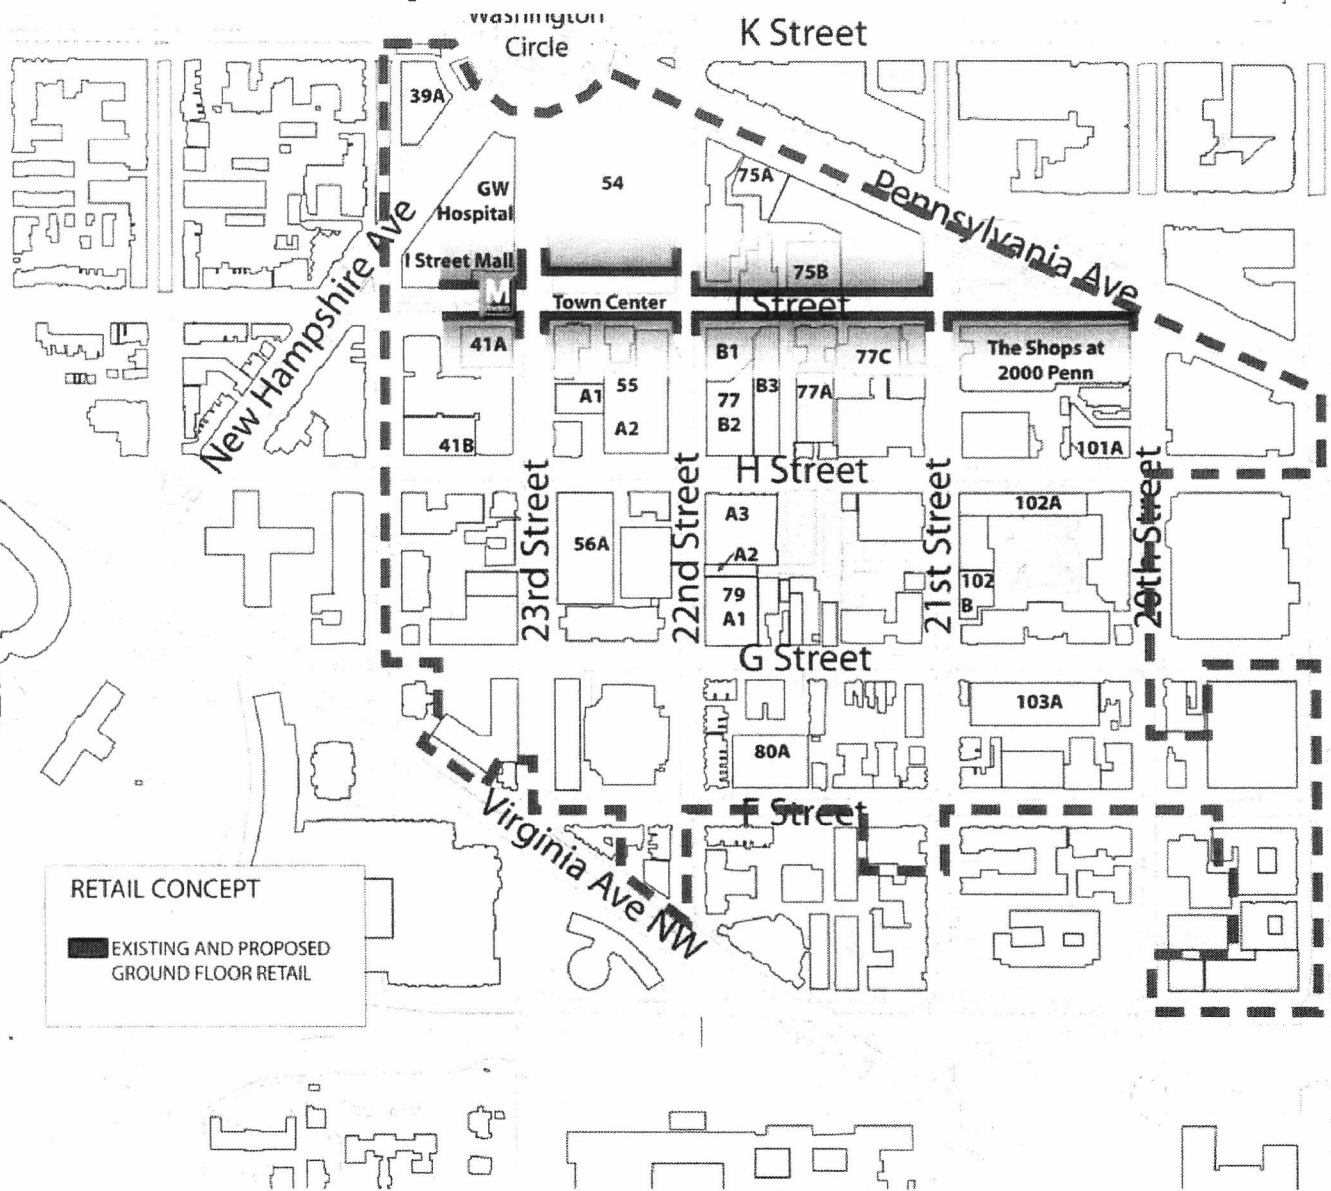 Washington
Circle
K Street
39A
GW
Hospital
54
75A
Pennsylvania Ave
I Street Mall
75B
M
Town Center
I Street
New Hampshire Ave
41A
B1
77C
The Shops at
2000 Penn
A1
55
A2
77
B2
B3
77A
41B
101A
H Street
23rd Street
22nd Street
21st Street
20th Street
56A
A3
A2
79
A1
102A
102
B
G Street
103A
80A
F Street
Virginia Ave NW
RETAIL CONCEPT
EXISTING AND PROPOSED
GROUND FLOOR RETAIL